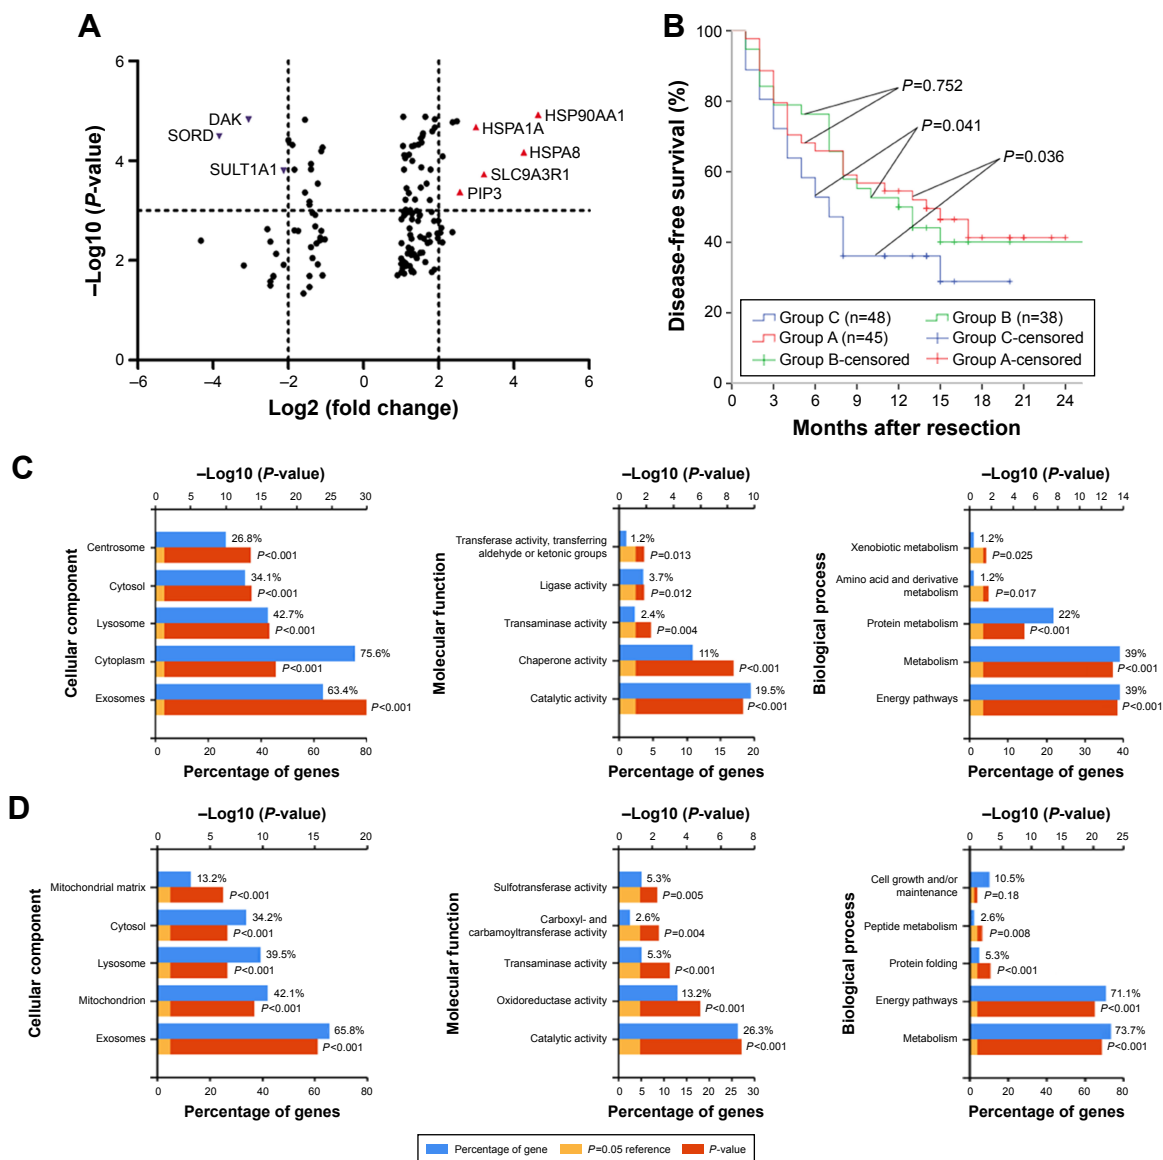 A
6
4
2
0
–6
–4
–2
0
2
4
6
–Log10 (P-value)
Log2 (fold change)
DAK
SORD
SULT1A1
HSP90AA1
HSPA1A
HSPA8
SLC9A3R1
PIP3
B
100
80
60
40
20
0
0
3
6
9
12
15
18
21
24
Disease-free survival (%)
Months after resection
P=0.752
P=0.041
P=0.036
Group C (n=48)
Group B (n=38)
Group A (n=45)
Group C-censored
Group B-censored
Group A-censored
C
–Log10 (P-value)
0 5 10 15 20 25 30
Cellular component
Centrosome
26.8%
P<0.001
Cytosol
34.1%
P<0.001
Lysosome
42.7%
P<0.001
Cytoplasm
75.6%
P<0.001
Exosomes
63.4%
P<0.001
0 20 40 60 80
Percentage of genes
–Log10 (P-value)
0 2 4 6 8 10
Molecular function
Transferase activity, transferring
aldehyde or ketonic groups
1.2%
P=0.013
Ligase activity
3.7%
P=0.012
Transaminase activity
2.4%
P=0.004
Chaperone activity
11%
P<0.001
Catalytic activity
19.5%
P<0.001
0 5 10 15 20
Percentage of genes
–Log10 (P-value)
0 2 4 6 8 10 12 14
Biological process
Xenobiotic metabolism
1.2%
P=0.025
Amino acid and derivative
metabolism
1.2%
P=0.017
Protein metabolism
22%
P<0.001
Metabolism
39%
P<0.001
Energy pathways
39%
P<0.001
0 10 20 30 40
Percentage of genes
D
–Log10 (P-value)
0 5 10 15 20
Cellular component
Mitochondrial matrix
13.2%
P<0.001
Cytosol
34.2%
P<0.001
Lysosome
39.5%
P<0.001
Mitochondrion
42.1%
P<0.001
Exosomes
65.8%
P<0.001
0 20 40 60 80
Percentage of genes
–Log10 (P-value)
0 2 4 6 8
Molecular function
Sulfotransferase activity
5.3%
P=0.005
Carboxyl- and
carbamoyltransferase activity
2.6%
P=0.004
Transaminase activity
5.3%
P<0.001
Oxidoreductase activity
13.2%
P<0.001
Catalytic activity
26.3%
P<0.001
0 5 10 15 20 25 30
Percentage of genes
–Log10 (P-value)
0 5 10 15 20 25
Biological process
Cell growth and/or
maintenance
10.5%
P=0.18
Peptide metabolism
2.6%
P=0.008
Protein folding
5.3%
P<0.001
Energy pathways
71.1%
P<0.001
Metabolism
73.7%
P<0.001
0 20 40 60 80
Percentage of genes
Percentage of gene
P=0.05 reference
P-value